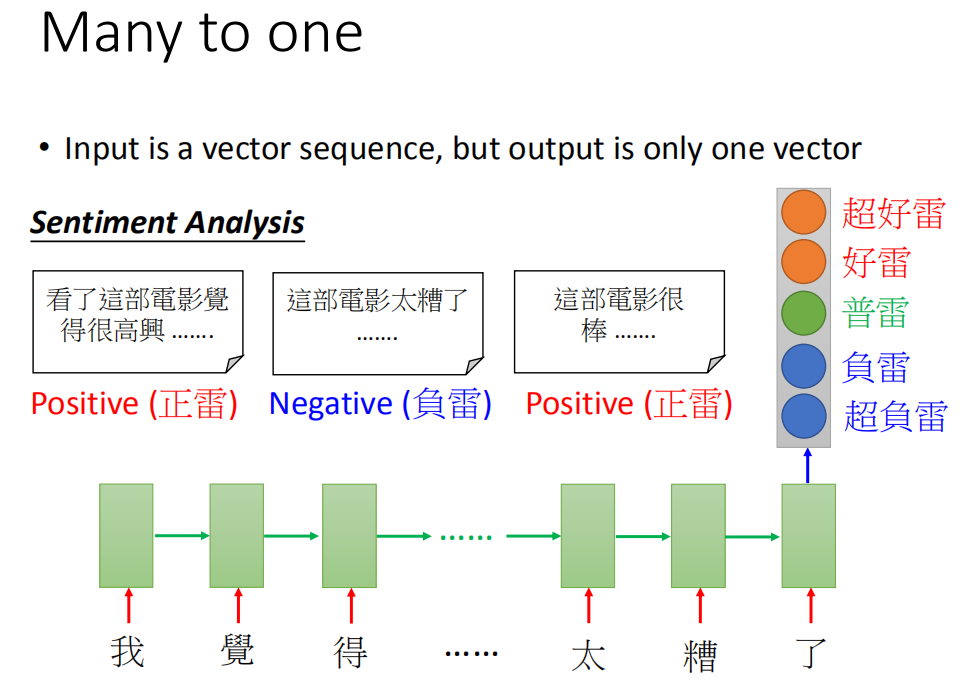 Many to one
• Input is a vector sequence, but output is only one vector
Sentiment Analysis
看了這部電影覺
得很高興 …….
Positive (正雷)
這部電影太糟了
…….
Negative (負雷)
這部電影很
棒 …….
Positive (正雷)
超好雷
好雷
普雷
負雷
超負雷
……
我 覺 得 …… 太 糟 了